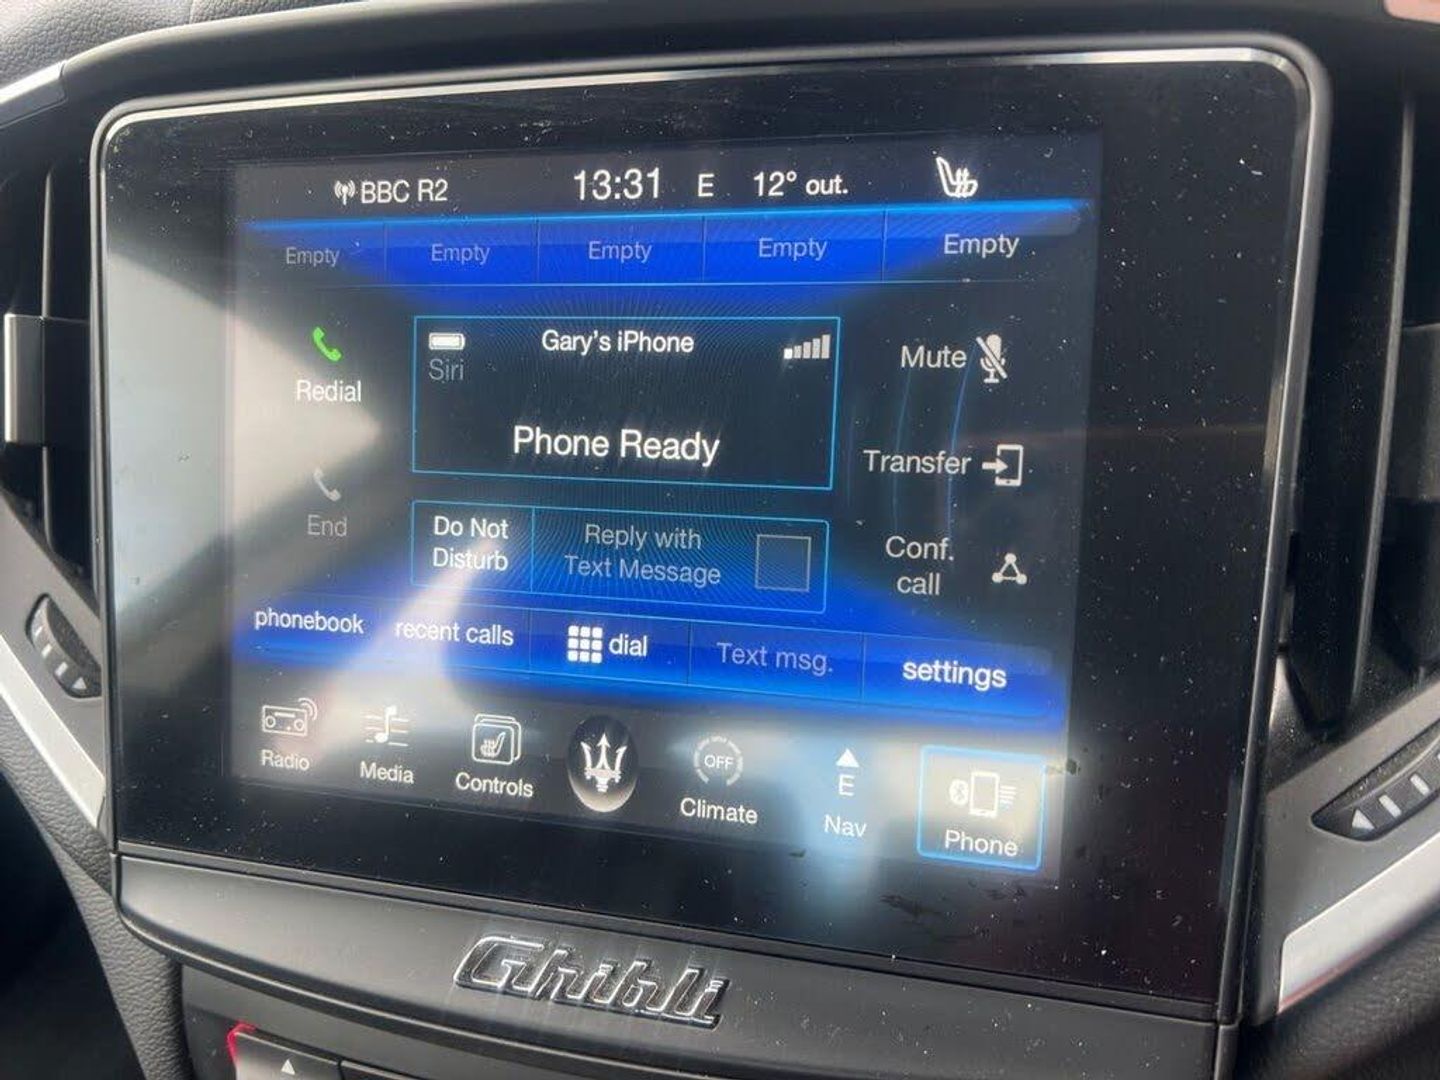 BBC R2 13:31 E 12° out.
Empty Empty Empty Empty Empty
Gary's iPhone
Siri
Phone Ready
Redial
End
Mute
Transfer
Conf.
call
Do Not
Disturb
Reply with
Text Message
phonebook recent calls dial Text msg. settings
Radio Media Controls
OFF
Climate
E
Nav
Phone
Ghibli